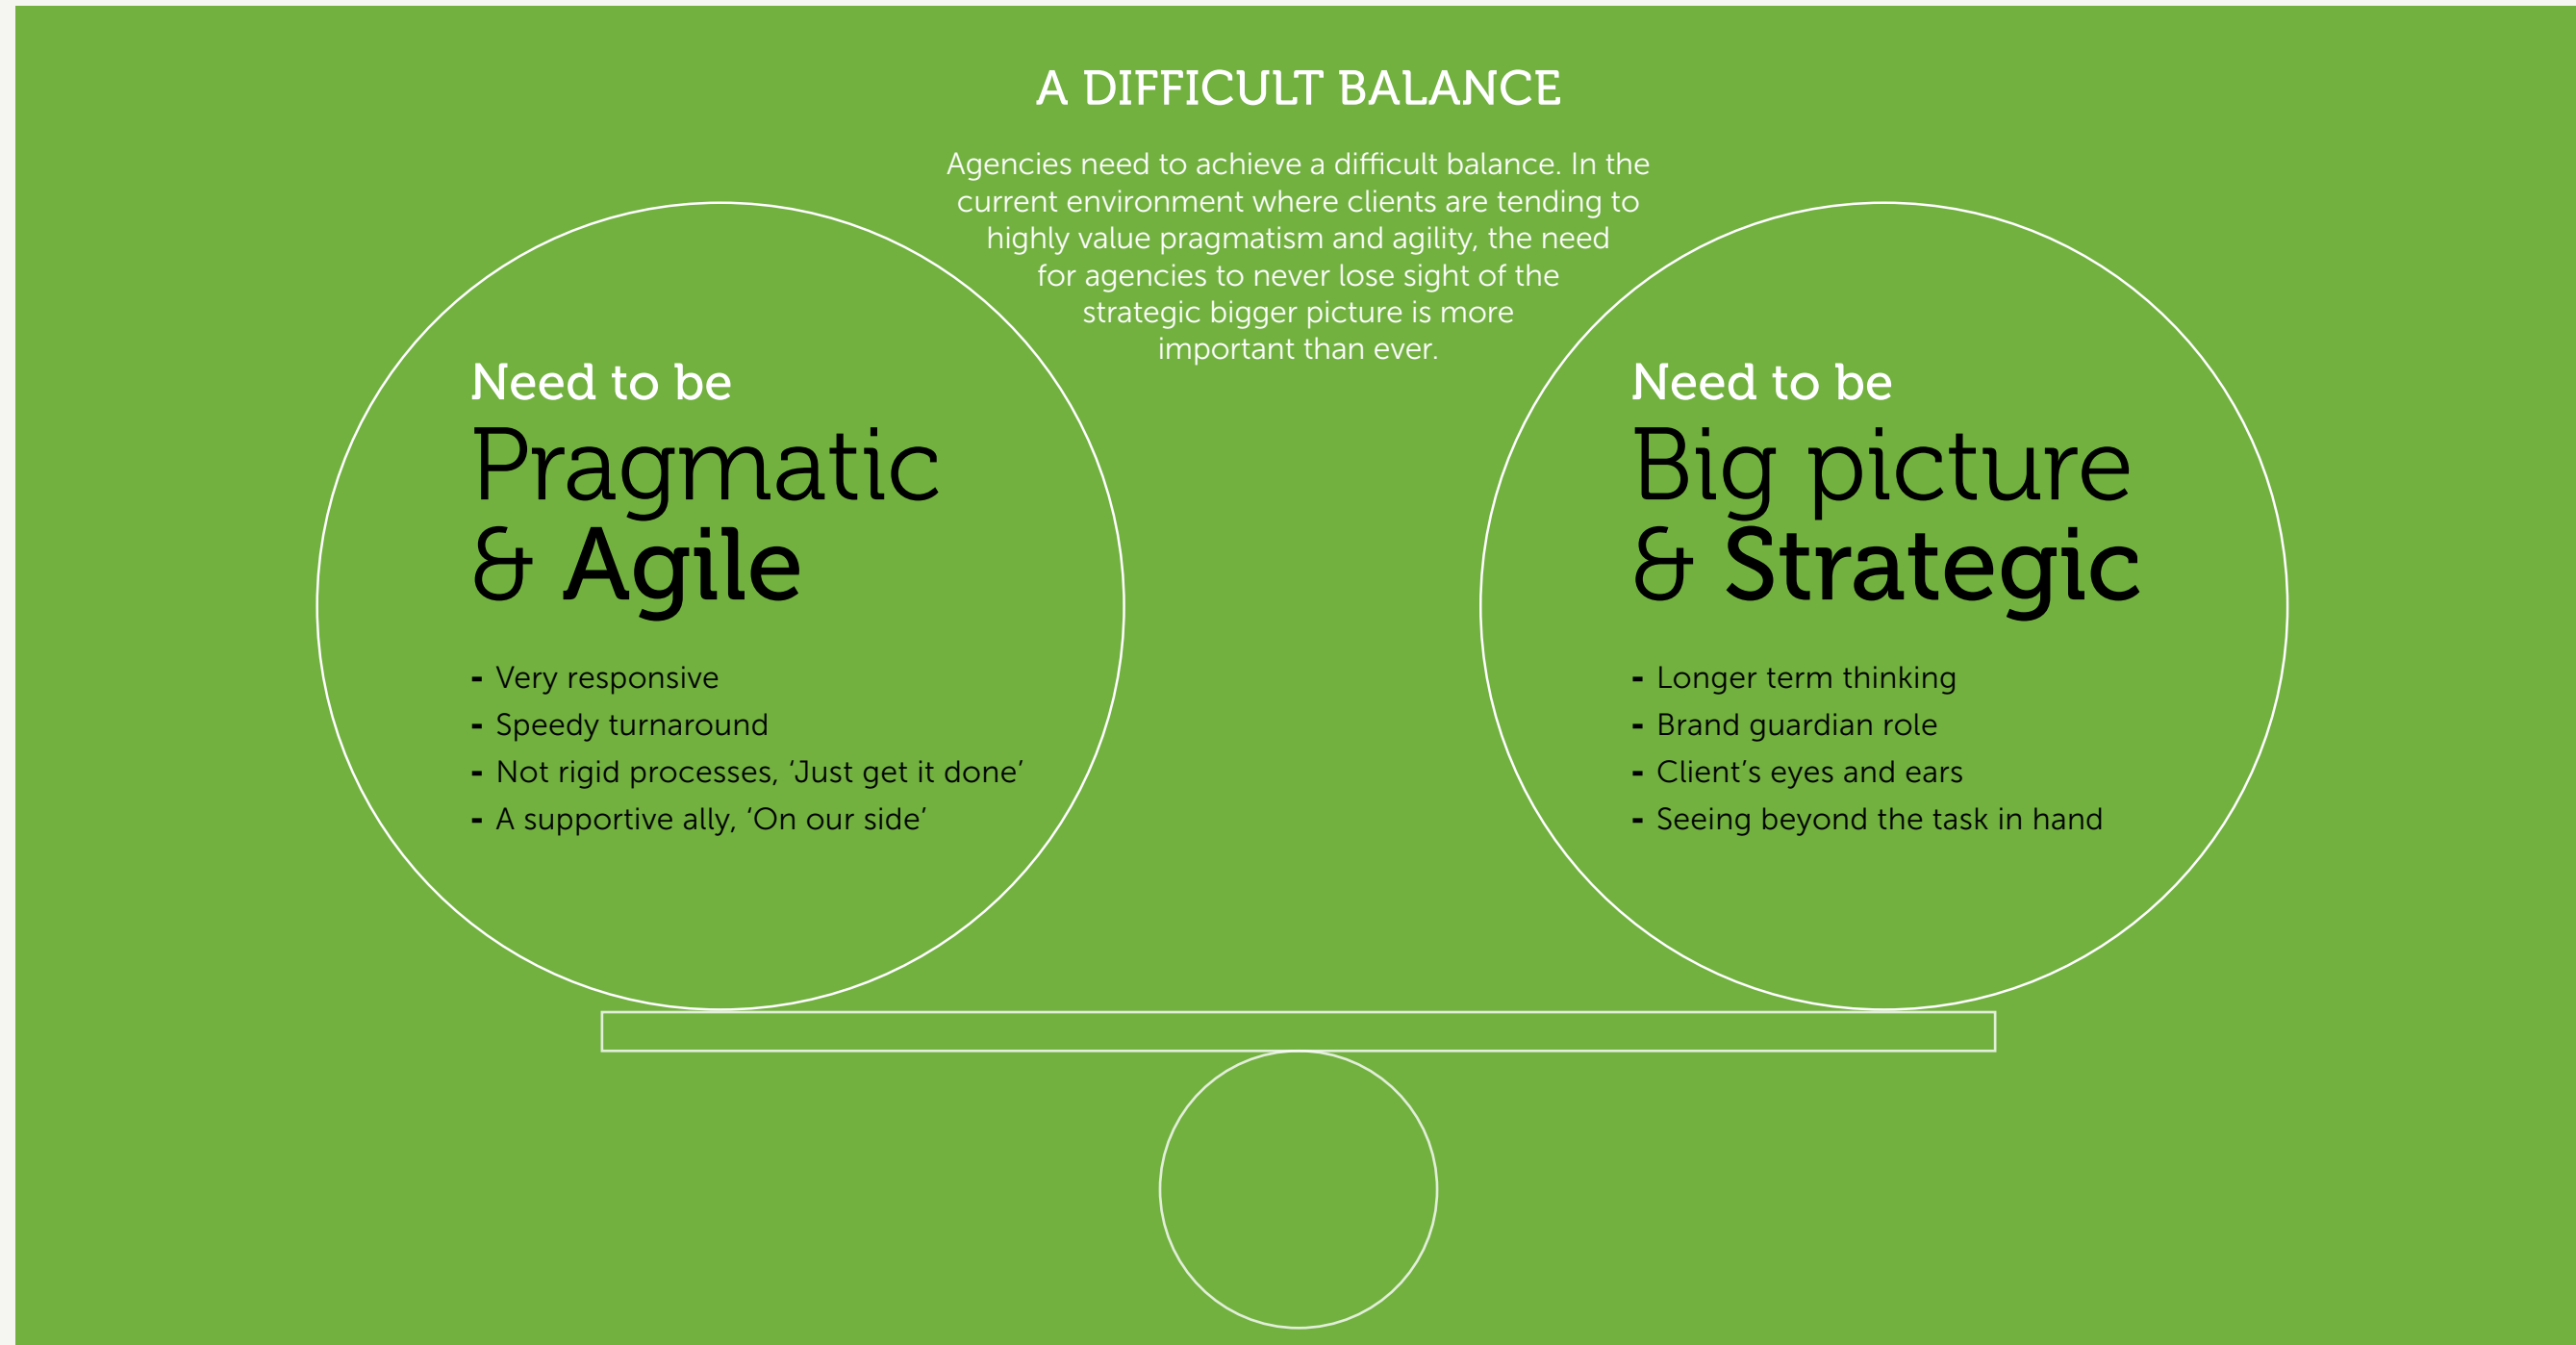 A DIFFICULT BALANCE
Agencies need to achieve a difficult balance. In the
current environment where clients are tending to
highly value pragmatism and agility, the need
for agencies to never lose sight of the
strategic bigger picture is more
important than ever.
Need to be
Pragmatic
& Agile
- Very responsive
- Speedy turnaround
- Not rigid processes, ‘Just get it done’
- A supportive ally, ‘On our side’
Need to be
Big picture
& Strategic
- Longer term thinking
- Brand guardian role
- Client’s eyes and ears
- Seeing beyond the task in hand